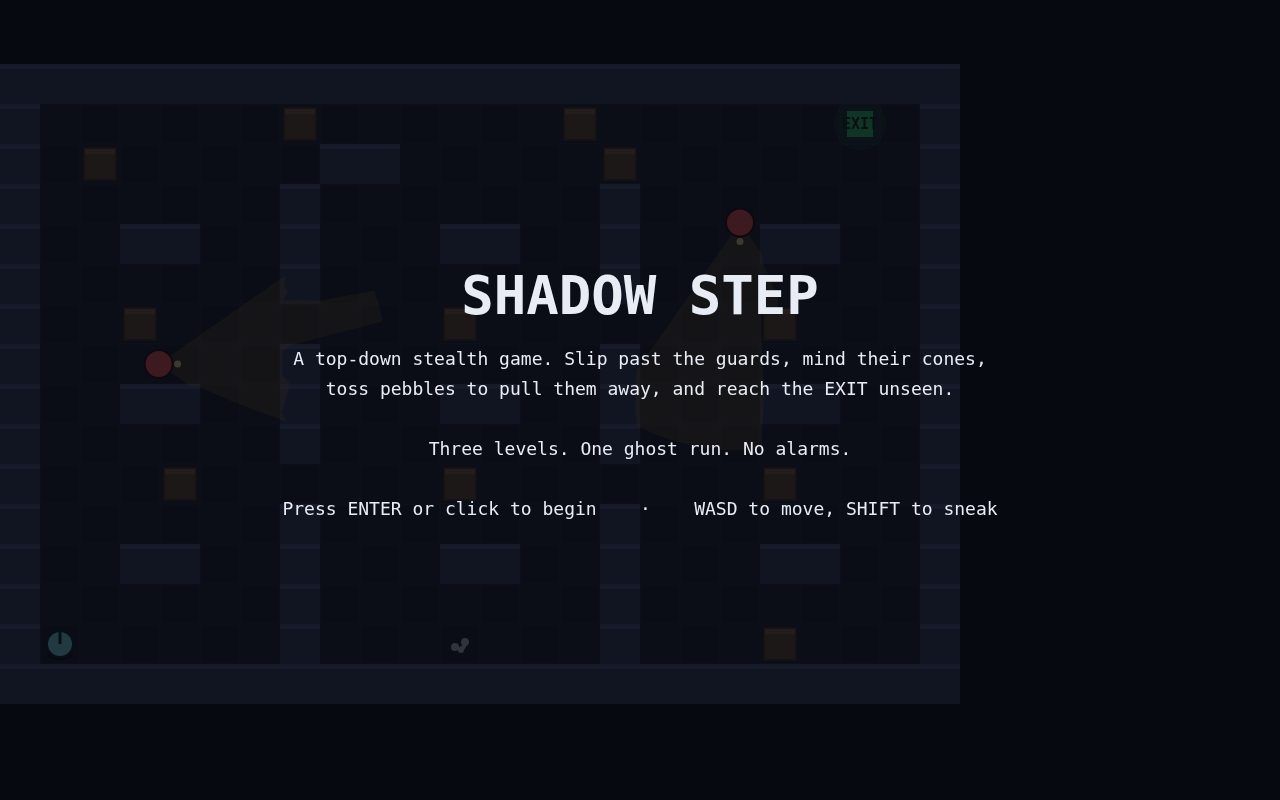 EXIT
SHADOW STEP
A top-down stealth game. Slip past the guards, mind their cones,
toss pebbles to pull them away, and reach the EXIT unseen.
Three levels. One ghost run. No alarms.
Press ENTER or click to begin · WASD to move, SHIFT to sneak